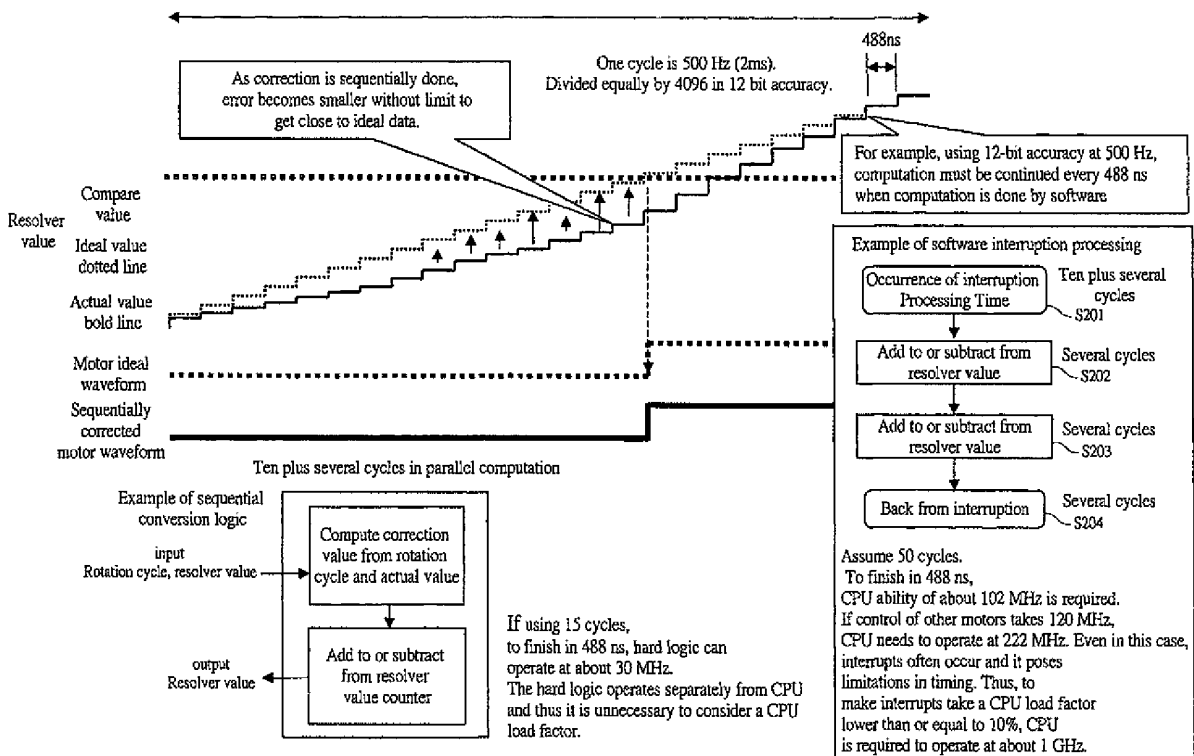 488ns
One cycle is 500 Hz (2ms).
Divided equally by 4096 in 12 bit accuracy.
As correction is sequentially done,
error becomes smaller without limit to
get close to ideal data.
For example, using 12-bit accuracy at 500 Hz,
computation must be continued every 488 ns
when computation is done by software
Resolver
value
Compare
value
Ideal value
dotted line
Actual value
bold line
Motor ideal
waveform
Sequentially
corrected
motor waveform
Example of software interruption processing
Occurrence of interruption
Processing Time
Ten plus several
cycles
S201
Add to or subtract from
resolver value
Several cycles
S202
Add to or subtract from
resolver value
Several cycles
S203
Back from interruption
Several cycles
S204
Assume 50 cycles.
To finish in 488 ns,
CPU ability of about 102 MHz is required.
If control of other motors takes 120 MHz,
CPU needs to operate at 222 MHz. Even in this case,
interrupts often occur and it poses
limitations in timing. Thus, to
make interrupts take a CPU load factor
lower than or equal to 10%, CPU
is required to operate at about 1 GHz.
Ten plus several cycles in parallel computation
Example of sequential
conversion logic
input
Rotation cycle, resolver value
Compute correction
value from rotation
cycle and actual value
output
Resolver value
Add to or subtract
from resolver
value counter
If using 15 cycles,
to finish in 488 ns, hard logic can
operate at about 30 MHz.
The hard logic operates separately from CPU
and thus it is unnecessary to consider a CPU
load factor.